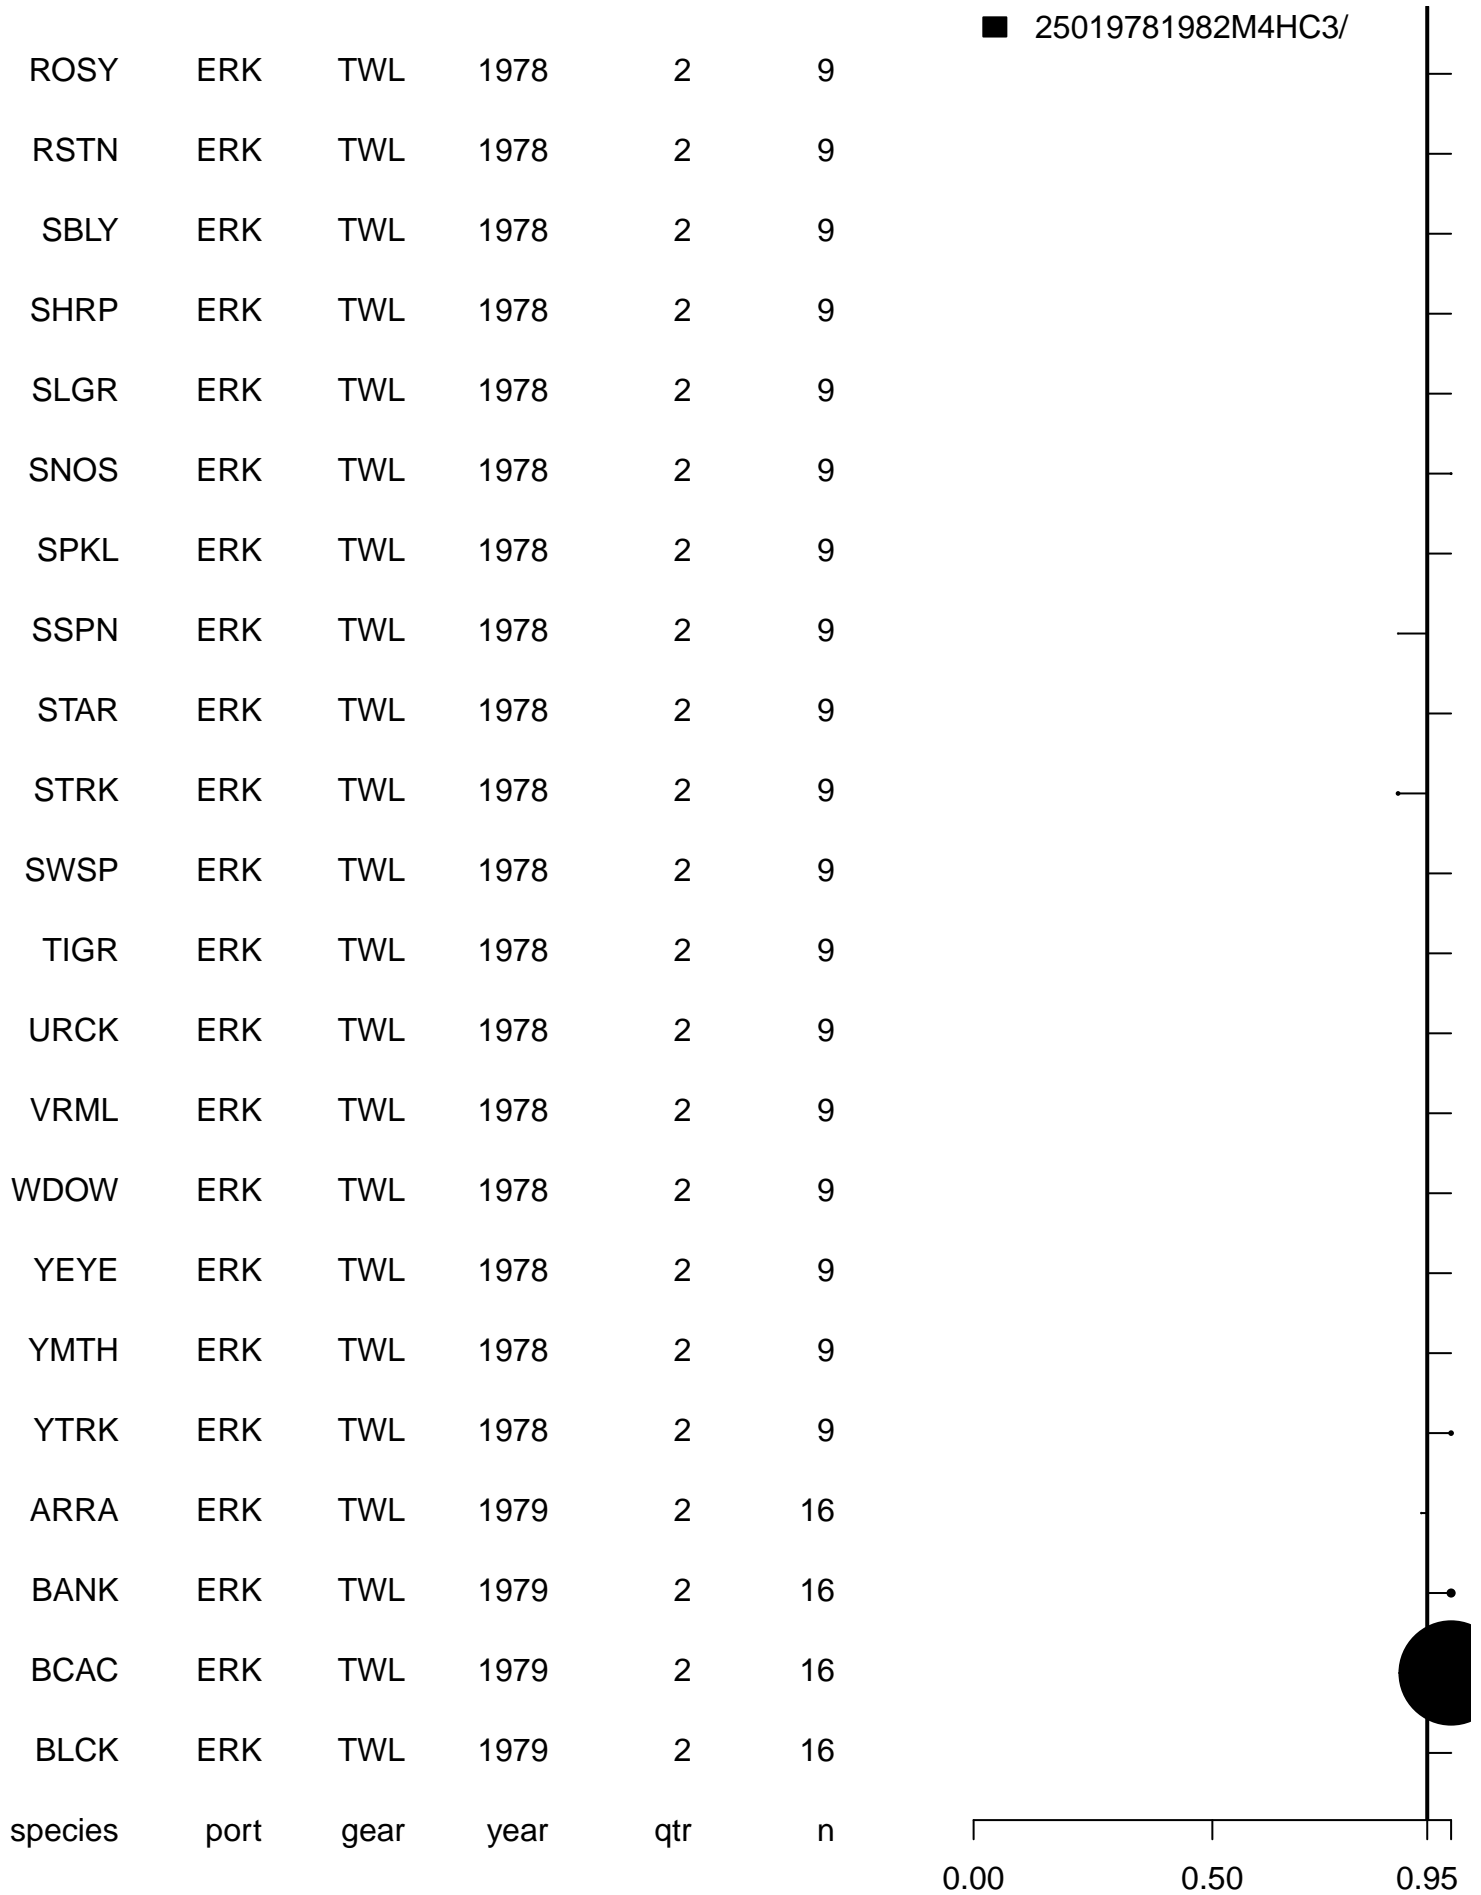 25019781982M4HC3/
ROSY ERK TWL 1978 2 9
RSTN ERK TWL 1978 2 9
SBLY ERK TWL 1978 2 9
SHRP ERK TWL 1978 2 9
SLGR ERK TWL 1978 2 9
SNOS ERK TWL 1978 2 9
SPKL ERK TWL 1978 2 9
SSPN ERK TWL 1978 2 9
STAR ERK TWL 1978 2 9
STRK ERK TWL 1978 2 9
SWSP ERK TWL 1978 2 9
TIGR ERK TWL 1978 2 9
URCK ERK TWL 1978 2 9
VRML ERK TWL 1978 2 9
WDOW ERK TWL 1978 2 9
YEYE ERK TWL 1978 2 9
YMTH ERK TWL 1978 2 9
YTRK ERK TWL 1978 2 9
ARRA ERK TWL 1979 2 16
BANK ERK TWL 1979 2 16
BCAC ERK TWL 1979 2 16
BLCK ERK TWL 1979 2 16
species port gear year qtr n
0.00 0.50 0.95